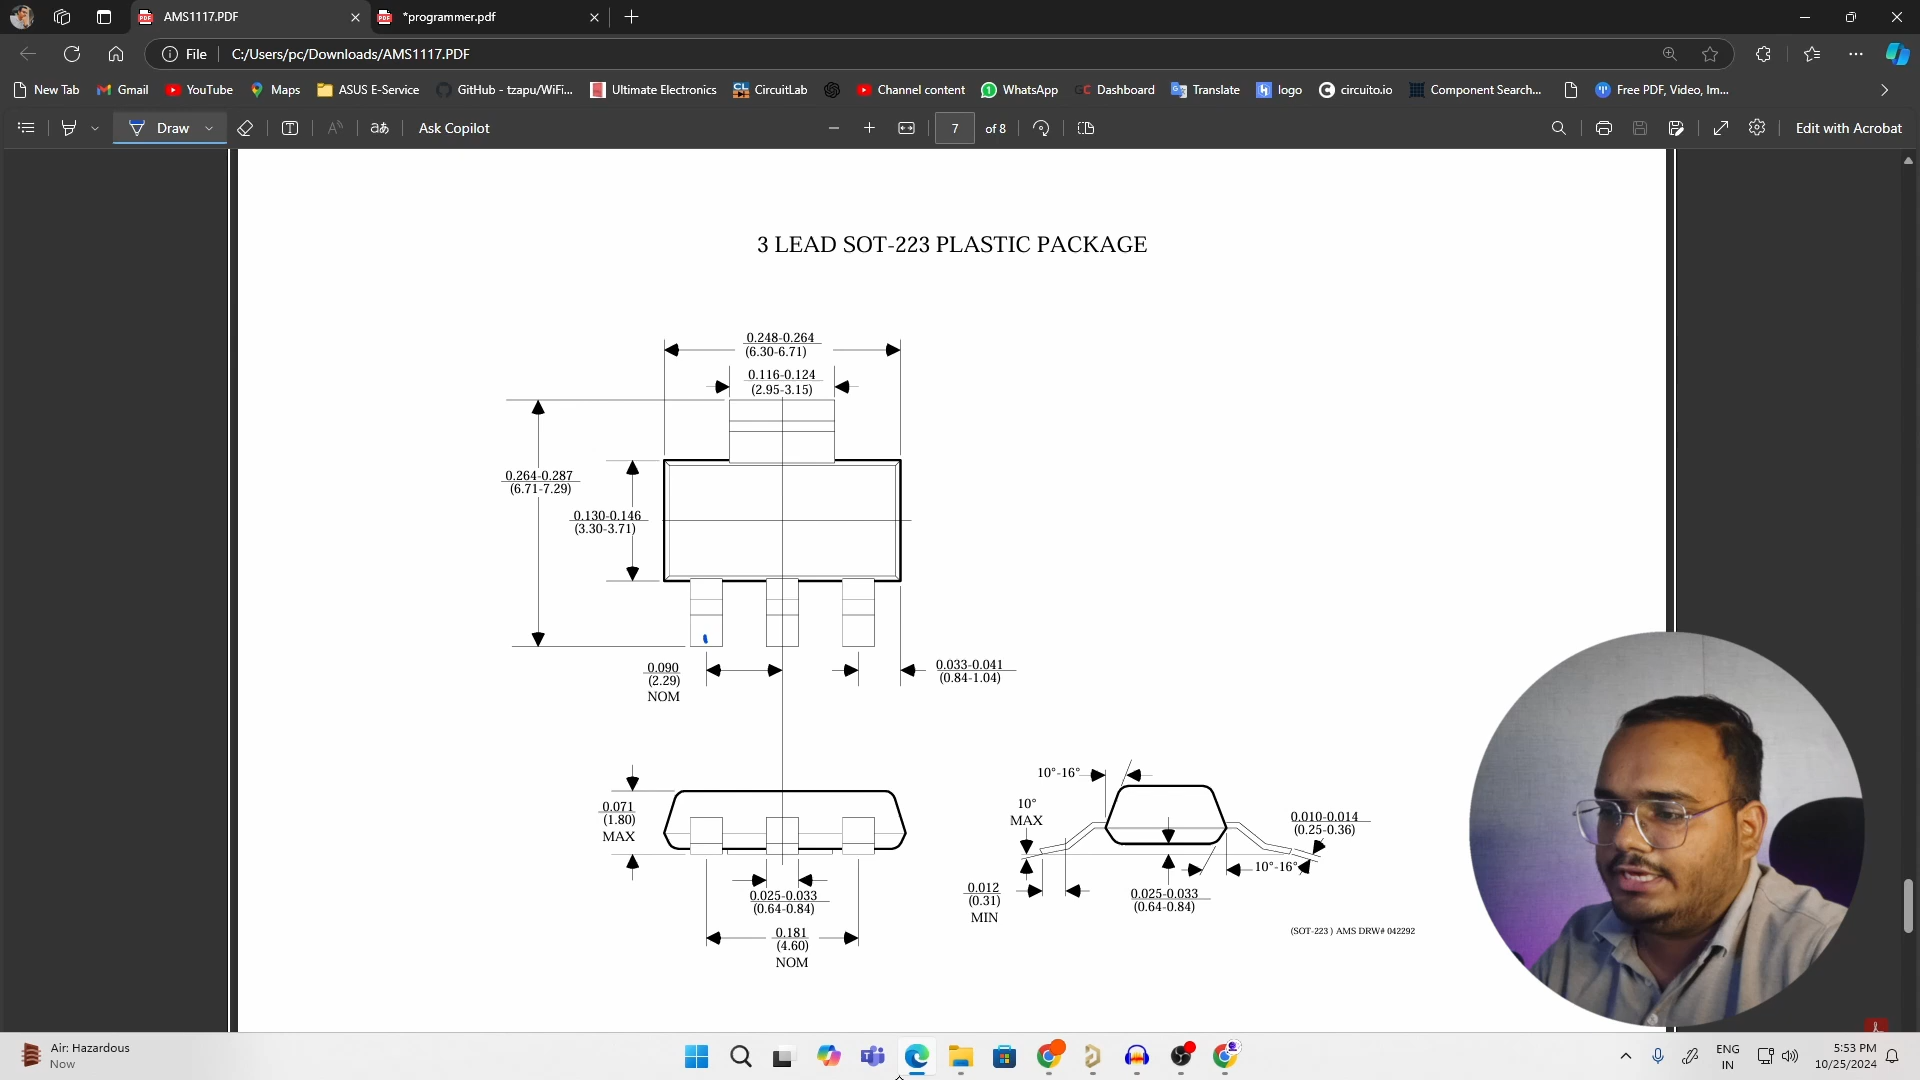 AMS1117.PDF
*programmer.pdf
File
C:/Users/pc/Downloads/AMS1117.PDF
New Tab
Gmail
YouTube
Maps
ASUS E-Service
GitHub - tzapu/WiFi...
Ultimate Electronics
CircuitLab
Channel content
WhatsApp
Dashboard
Translate
logo
circuito.io
Component Search...
Free PDF, Video, Im...
Draw
Ask Copilot
7
of 8
Edit with Acrobat
3 LEAD SOT-223 PLASTIC PACKAGE
0.248-0.264
(6.30-6.71)
0.116-0.124
(2.95-3.15)
0.264-0.287
(6.71-7.29)
0.130-0.146
(3.30-3.71)
0.090
(2.29)
NOM
0.033-0.041
(0.84-1.04)
0.071
(1.80)
MAX
0.025-0.033
(0.64-0.84)
0.181
(4.60)
NOM
10°-16°
10°
MAX
0.010-0.014
(0.25-0.36)
10°-16°
0.012
(0.31)
MIN
0.025-0.033
(0.64-0.84)
(SOT-223 ) AMS DRW# 042292
Air: Hazardous
Now
ENG
IN
5:53 PM
10/25/2024